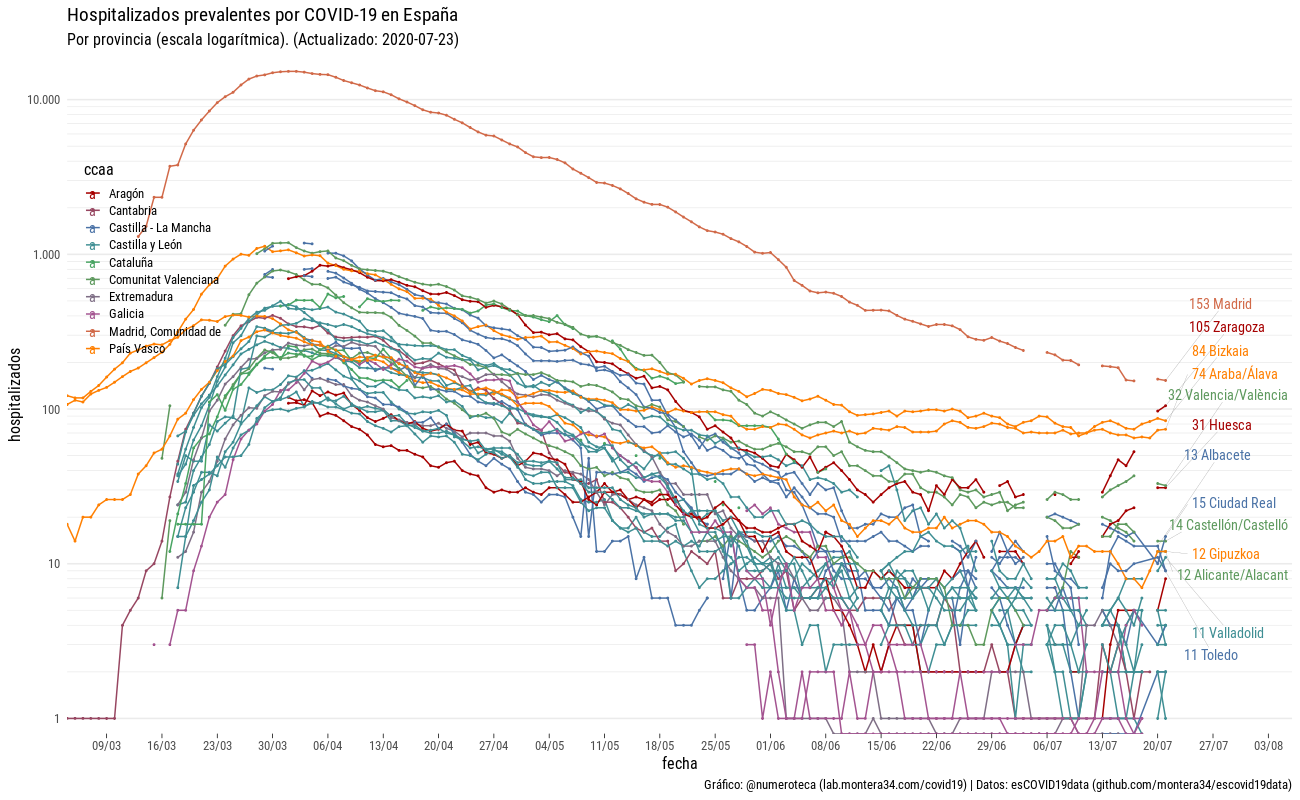 Hospitalizados prevalentes por COVID-19 en España
Por provincia (escala logarítmica). (Actualizado: 2020-07-23)
hospitalizados
10.000
1.000
100
10
1
ccaa
Aragón
Cantabria
Castilla - La Mancha
Castilla y León
Cataluña
Comunitat Valenciana
Extremadura
Galicia
Madrid, Comunidad de
País Vasco
153 Madrid
105 Zaragoza
84 Bizkaia
74 Araba/Álava
32 Valencia/València
31 Huesca
13 Albacete
15 Ciudad Real
14 Castellón/Castelló
12 Gipuzkoa
12 Alicante/Alacant
11 Valladolid
11 Toledo
09/03 16/03 23/03 30/03 06/04 13/04 20/04 27/04 04/05 11/05 18/05 25/05 01/06 08/06 15/06 22/06 29/06 06/07 13/07 20/07 27/07 03/08
fecha
Gráfico: @numeroteca (lab.montera34.com/covid19) | Datos: esCOVID19data (github.com/montera34/escovid19data)